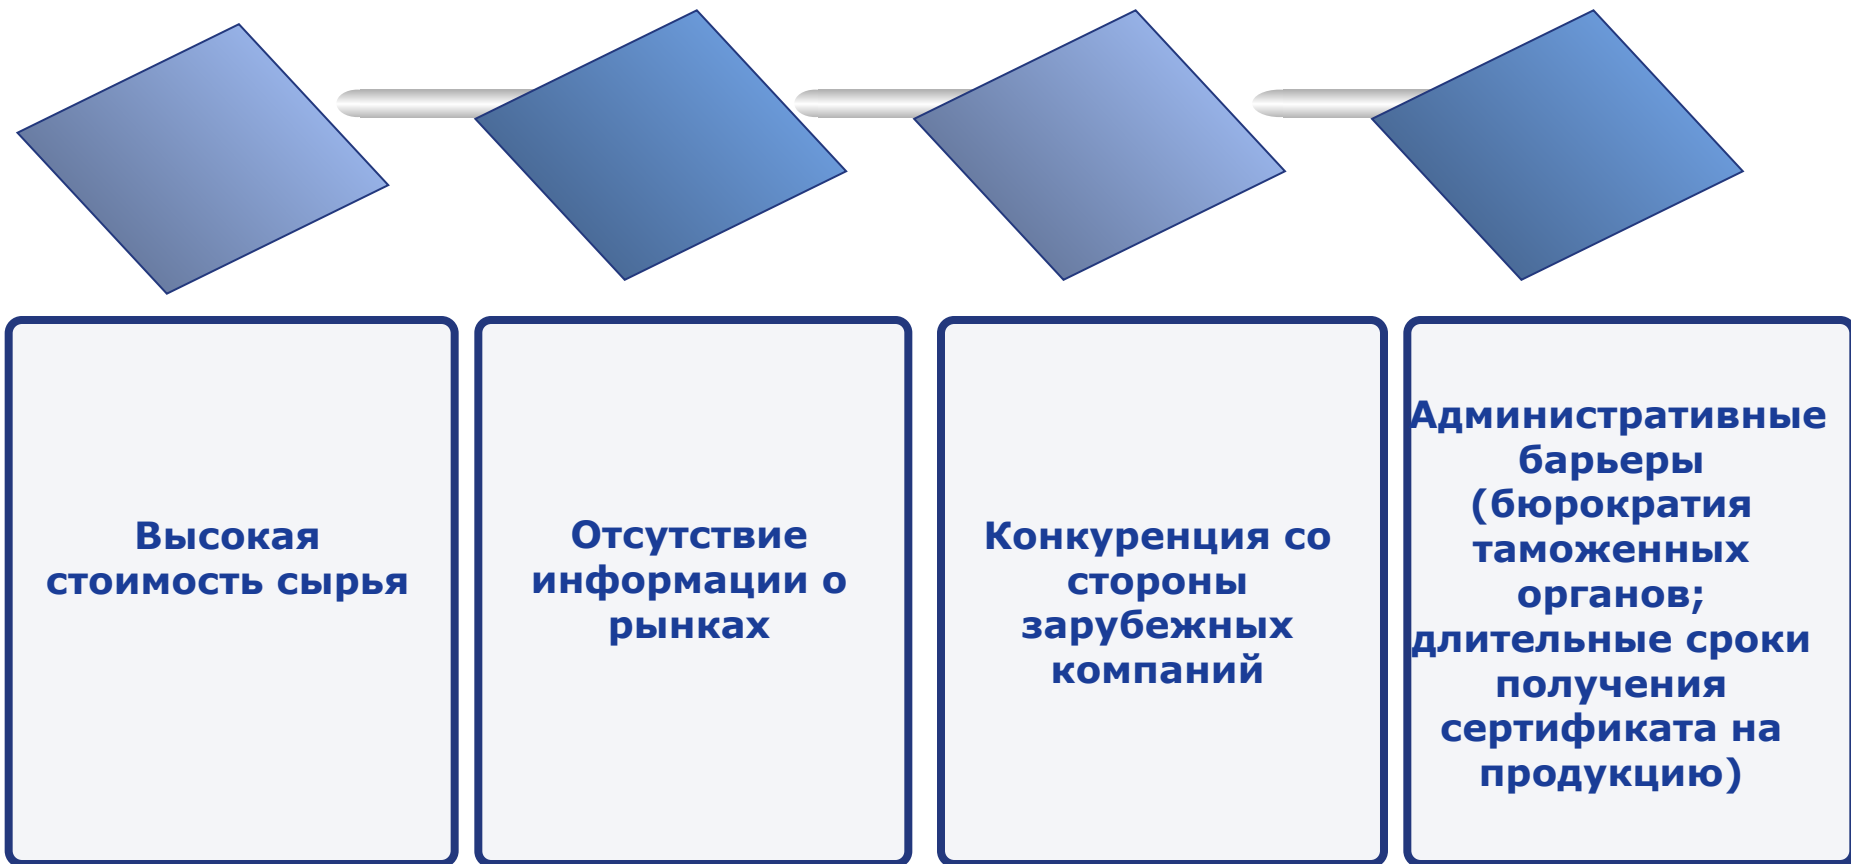 Высокая
стоимость сырья
Отсутствие
информации о
рынках
Конкуренция со
стороны
зарубежных
компаний
Административные
барьеры
(бюрократия
таможенных
органов;
длительные сроки
получения
сертификата на
продукцию)